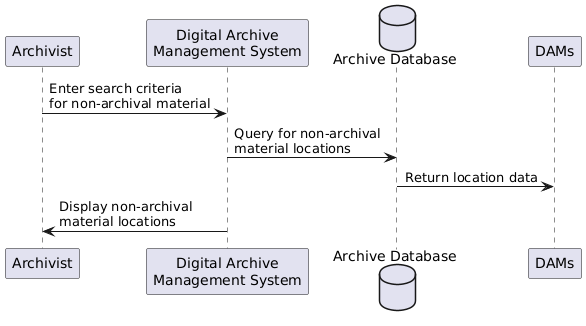 Archivist
Digital Archive
Management System
Archive Database
DAMs
Enter search criteria
for non-archival material
Query for non-archival
material locations
Return location data
Display non-archival
material locations
Archivist
Digital Archive
Management System
Archive Database
DAMs